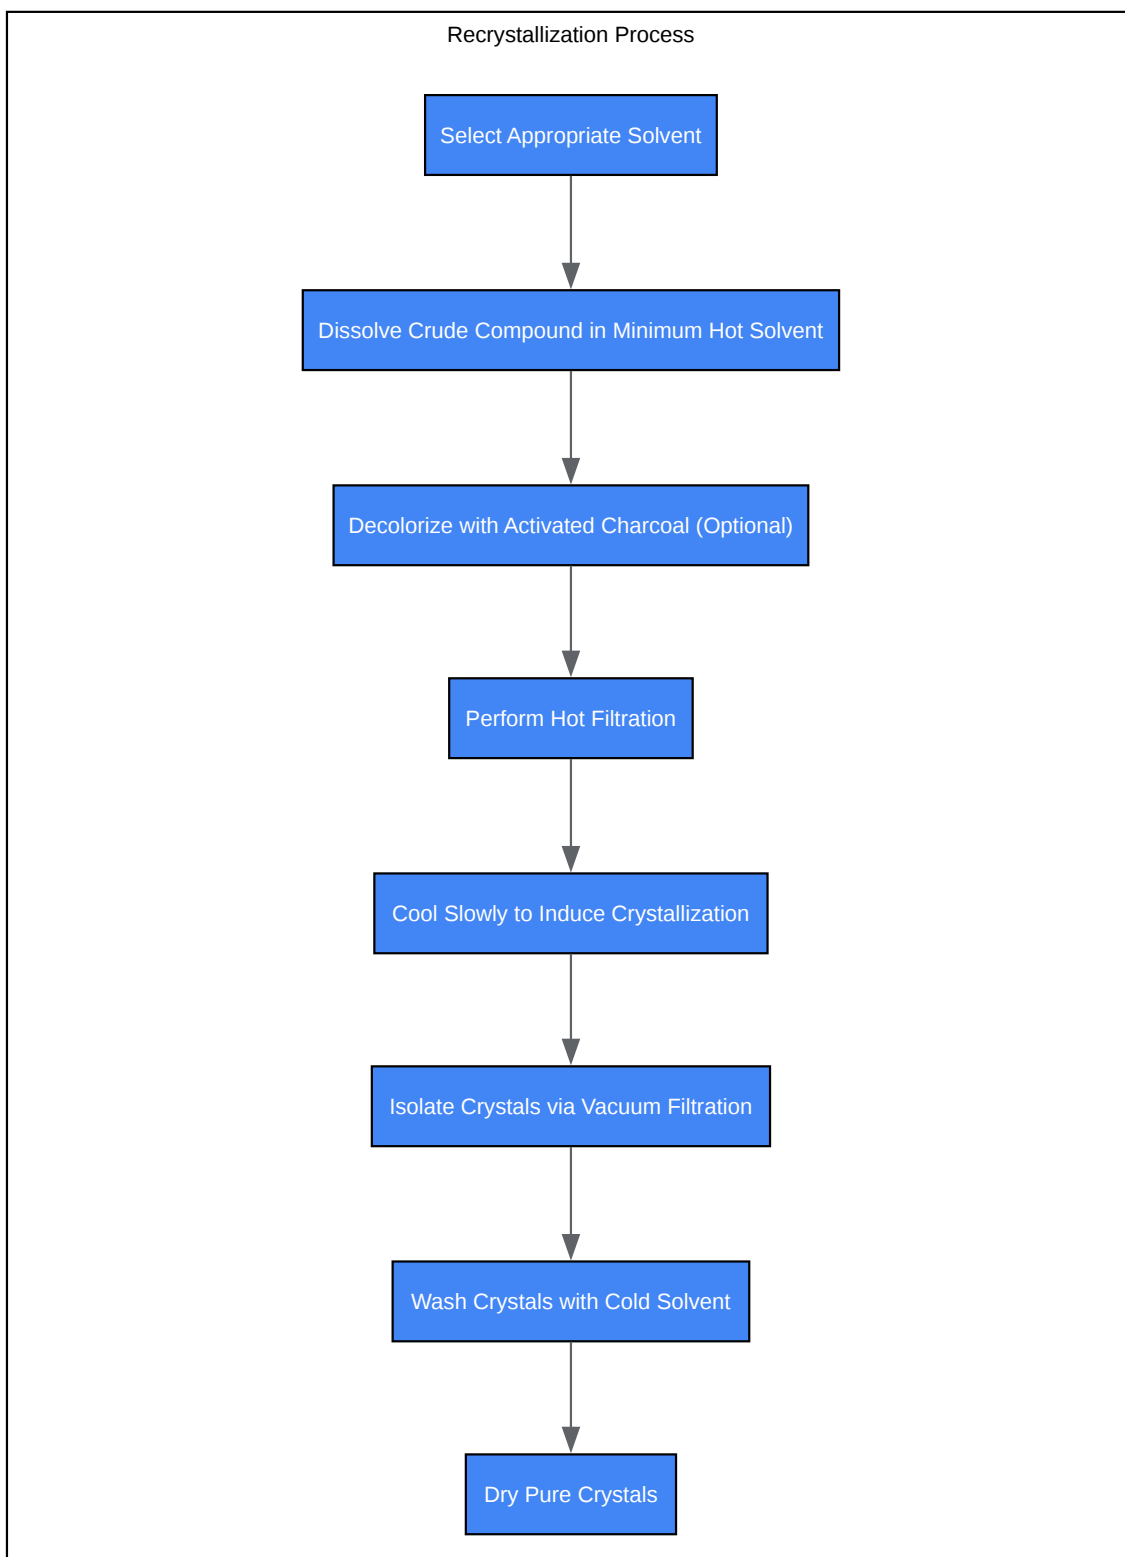 Recrystallization Process
Select Appropriate Solvent
Dissolve Crude Compound in Minimum Hot Solvent
Decolorize with Activated Charcoal (Optional)
Perform Hot Filtration
Cool Slowly to Induce Crystallization
Isolate Crystals via Vacuum Filtration
Wash Crystals with Cold Solvent
Dry Pure Crystals